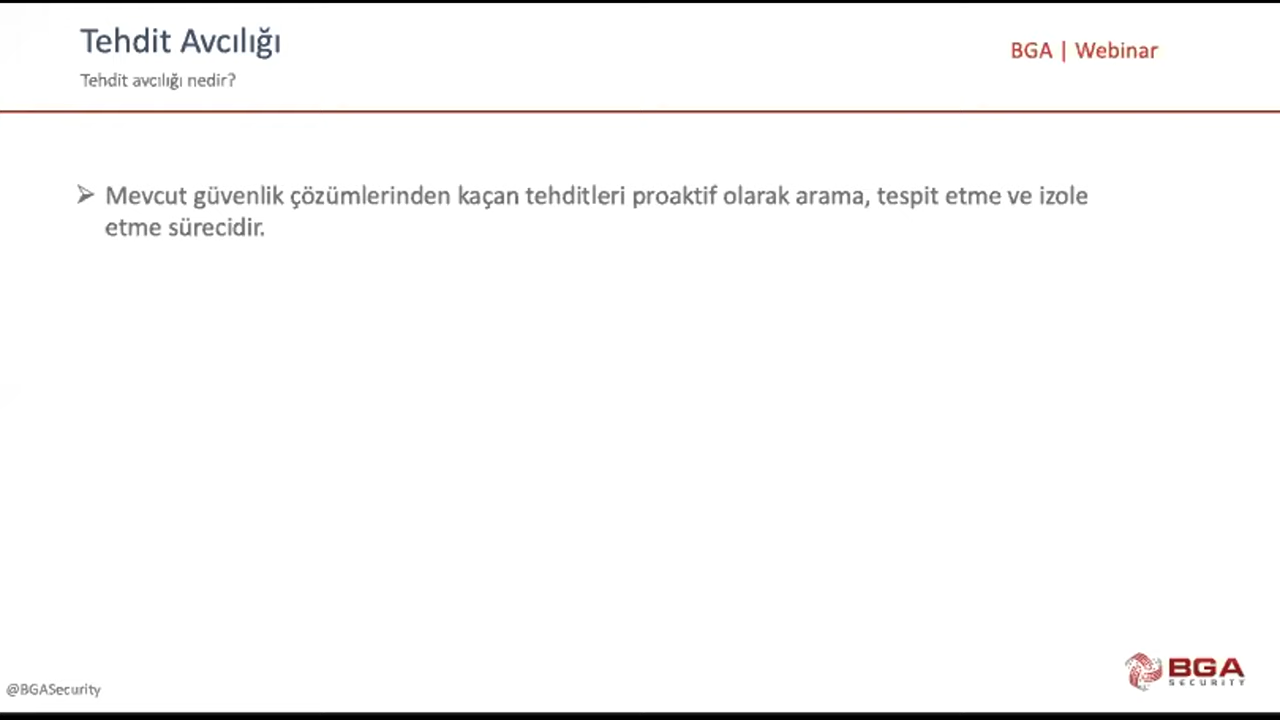 Tehdit Avcılığı
BGA | Webinar
Tehdit avcılığı nedir?
➢ Mevcut güvenlik çözümlerinden kaçan tehditleri proaktif olarak arama, tespit etme ve izole
etme sürecidir.
@BGASecurity
BGA
SECURITY